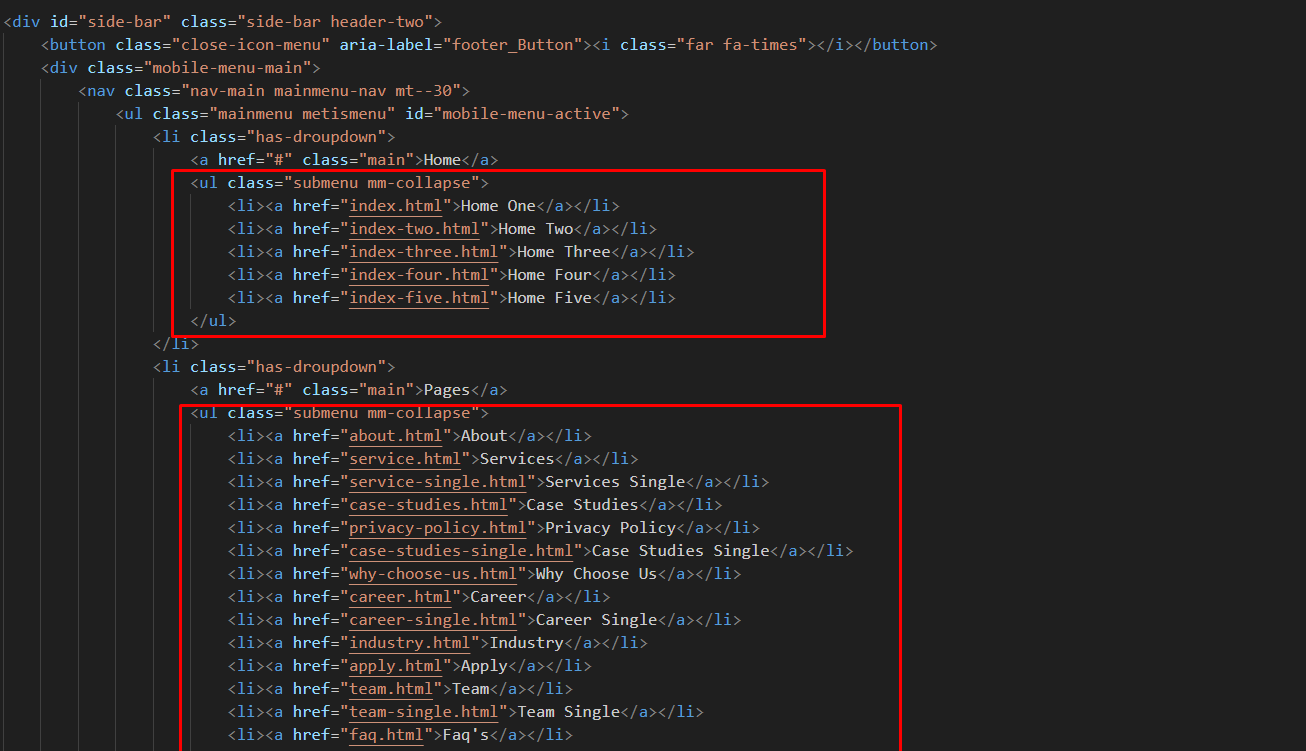 <div id="side-bar" class="side-bar header-two">
<button class="close-icon-menu" aria-label="footer_Button"><i class="far fa-times"></i></button>
<div class="mobile-menu-main">
<nav class="nav-main mainmenu-nav mt--30">
<ul class="mainmenu metismenu" id="mobile-menu-active">
<li class="has-droupdown">
<a href="#" class="main">Home</a>
<ul class="submenu mm-collapse">
<li><a href="index.html">Home One</a></li>
<li><a href="index-two.html">Home Two</a></li>
<li><a href="index-three.html">Home Three</a></li>
<li><a href="index-four.html">Home Four</a></li>
<li><a href="index-five.html">Home Five</a></li>
</ul>
</li>
<li class="has-droupdown">
<a href="#" class="main">Pages</a>
<ul class="submenu mm-collapse">
<li><a href="about.html">About</a></li>
<li><a href="service.html">Services</a></li>
<li><a href="service-single.html">Services Single</a></li>
<li><a href="case-studies.html">Case Studies</a></li>
<li><a href="privacy-policy.html">Privacy Policy</a></li>
<li><a href="case-studies-single.html">Case Studies Single</a></li>
<li><a href="why-choose-us.html">Why Choose Us</a></li>
<li><a href="career.html">Career</a></li>
<li><a href="career-single.html">Career Single</a></li>
<li><a href="industry.html">Industry</a></li>
<li><a href="apply.html">Apply</a></li>
<li><a href="team.html">Team</a></li>
<li><a href="team-single.html">Team Single</a></li>
<li><a href="faq.html">Faq's</a></li>